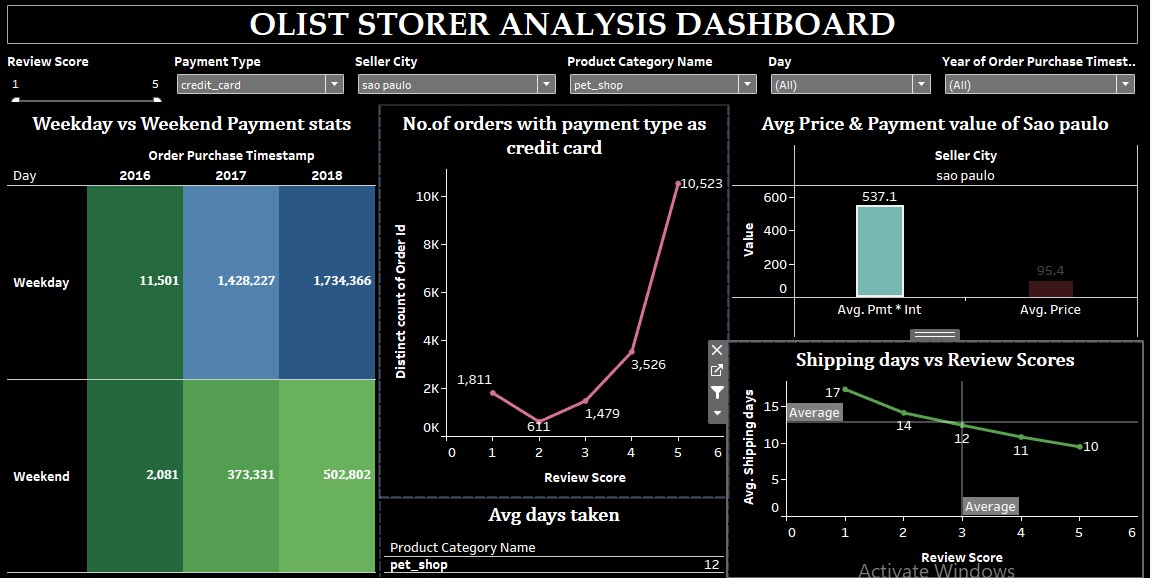 OLIST STORER ANALYSIS DASHBOARD
Review Score
1 5
Payment Type
credit_card
Seller City
sao paulo
Product Category Name
pet_shop
Day
(All)
Year of Order Purchase Timest..
(All)
Weekday vs Weekend Payment stats
Order Purchase Timestamp
Day 2016 2017 2018
Weekday 11,501 1,428,227 1,734,366
Weekend 2,081 373,331 502,802
No.of orders with payment type as
credit card
Distinct count of Order Id
10K
8K
6K
4K
2K
0K
10,523
3,526
1,811
1,479
611
0 1 2 3 4 5 6
Review Score
Avg days taken
Product Category Name
pet_shop 12
Avg Price & Payment value of Sao paulo
Seller City
sao paulo
Value
600
400
200
0
537.1
95.4
Avg. Pmt * Int Avg. Price
Shipping days vs Review Scores
Avg. Shipping days
15
10
5
0
17
14
12
11
10
Average
Average
0 1 2 3 4 5 6
Review Score
Activate Windows